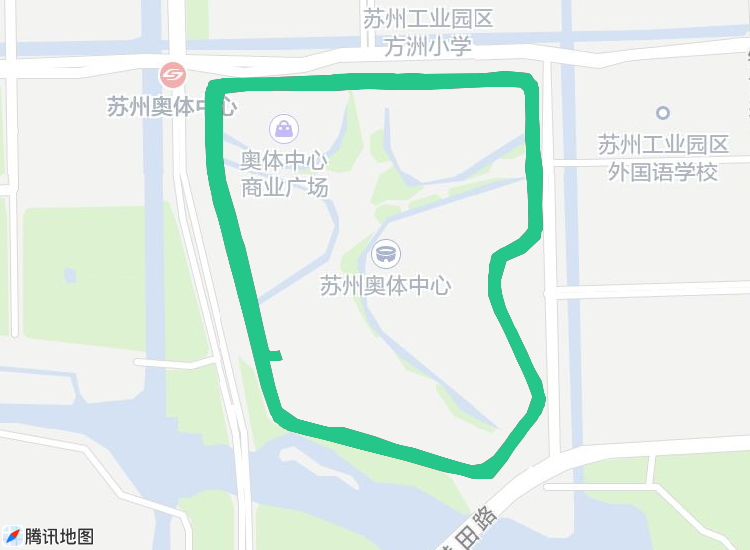 苏州工业园区
方洲小学
苏州奥体中心
苏州工业园区
外国语学校
奥体中心
商业广场
苏州奥体中心
田路
腾讯地图